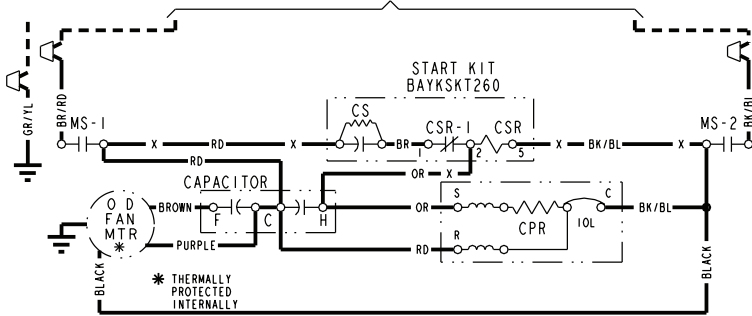 START KIT
BAYKSKT260
CS
GR/YL
BR/RD
MS-1
X
RD
X
BR
CSR-1
1
2
CSR
5
X
BK/BL
X
MS-2
BK/BL
RD
OR
X
CAPACITOR
O D
FAN
MTR
*
BROWN
F
C
H
OR
S
CPR
IOL
C
BK/BL
PURPLE
RD
R
BLACK
* THERMALLY
PROTECTED
INTERNALLY
BLACK